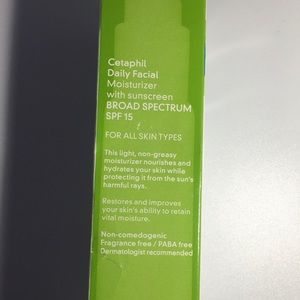 Cetaphil
Daily Facial
Moisturizer
with sunscreen
BROAD SPECTRUM
SPF 15
FOR ALL SKIN TYPES
This light, non-greasy
moisturizer nourishes and
hydrates your skin while
protecting it from the sun's
harmful rays.
Restores and improves
your skin's ability to retain
vital moisture.
Non-comedogenic
Fragrance free / PABA free
Dermatologist recommended